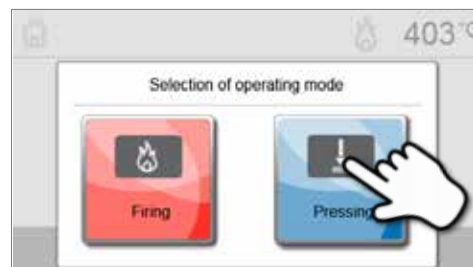 403 °C
Selection of operating mode
Firing
Pressing